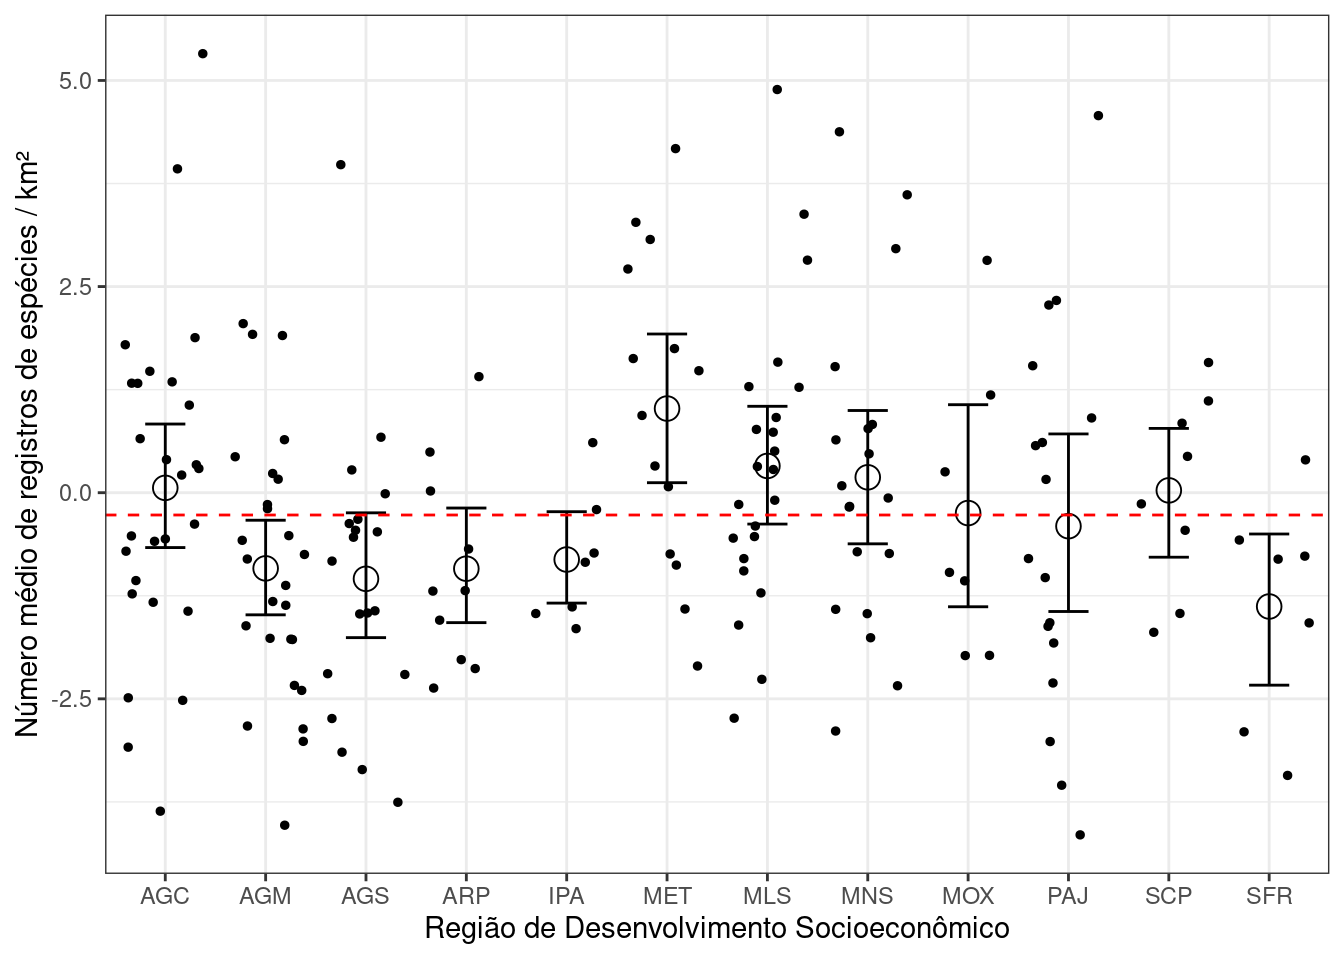 Número médio de registros de espécies / km²
5.0
2.5
0.0
-2.5
AGC AGM AGS ARP IPA MET MLS MNS MOX PAJ SCP SFR
Região de Desenvolvimento Socioeconômico